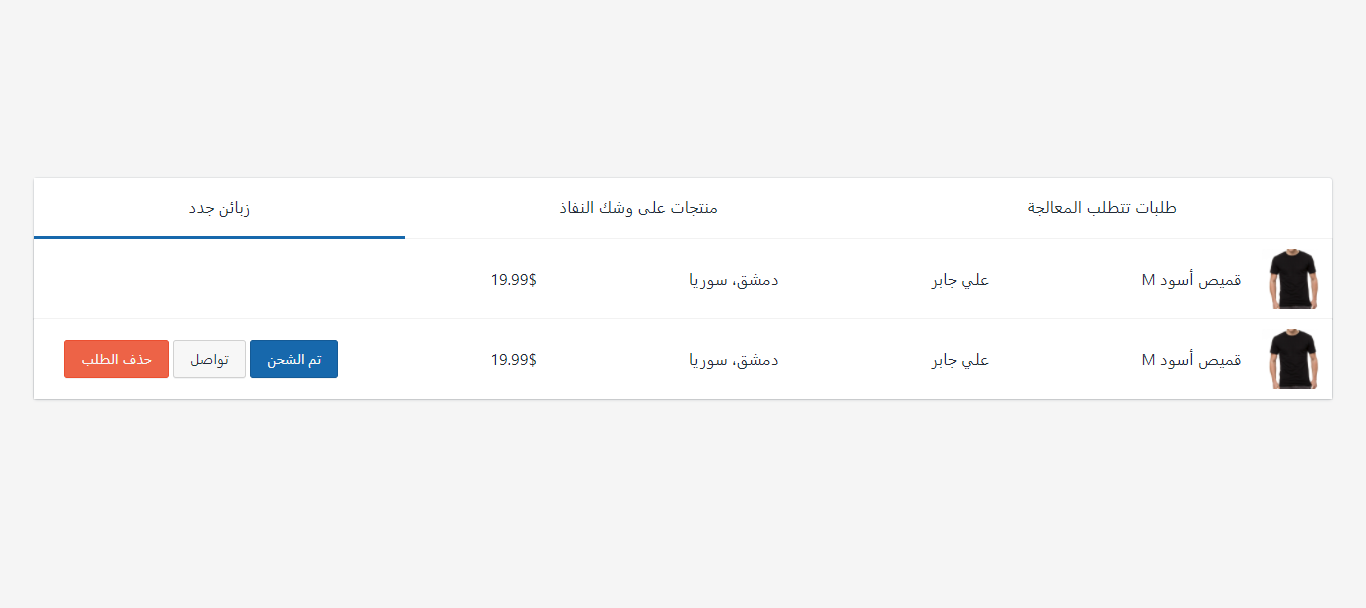 طلبات تتطلب المعالجة منتجات على وشك النفاذ زبائن جدد
قميص أسود M علي جابر دمشق، سوريا 19.99$
قميص أسود M علي جابر دمشق، سوريا 19.99$ تم الشحن تواصل حذف الطلب